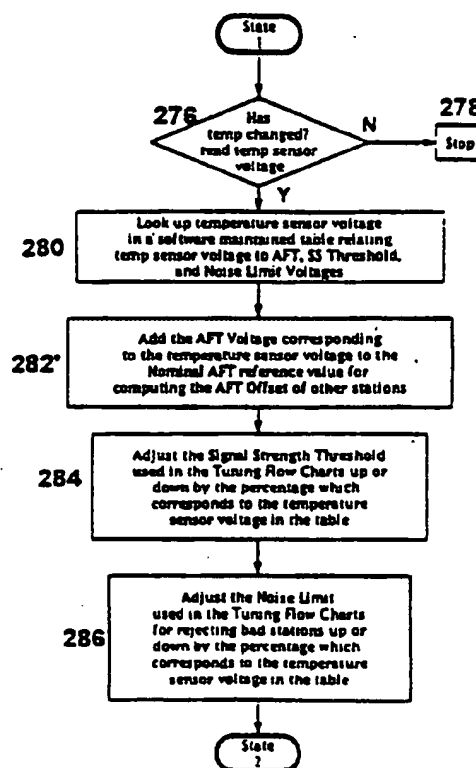 State
1
276
Has
temp changed?
read temp sensor
voltage
N
278
Stop
Y
280
Look up temperature sensor voltage
in a software maintained table relating
temp sensor voltage to AFT, SS Threshold,
and Noise Limit Voltages
282
Add the AFT Voltage corresponding
to the temperature sensor voltage to the
Nominal AFT reference value for
computing the AFT Offset of other stations
284
Adjust the Signal Strength Threshold
used in the Tuning Flow Charts up or
down by the percentage which
corresponds to the temperature
sensor voltage in the table
286
Adjust the Noise Limit
used in the Tuning Flow Charts
for rejecting bad stations up or
down by the percentage which
corresponds to the temperature
sensor voltage in the table
State
2